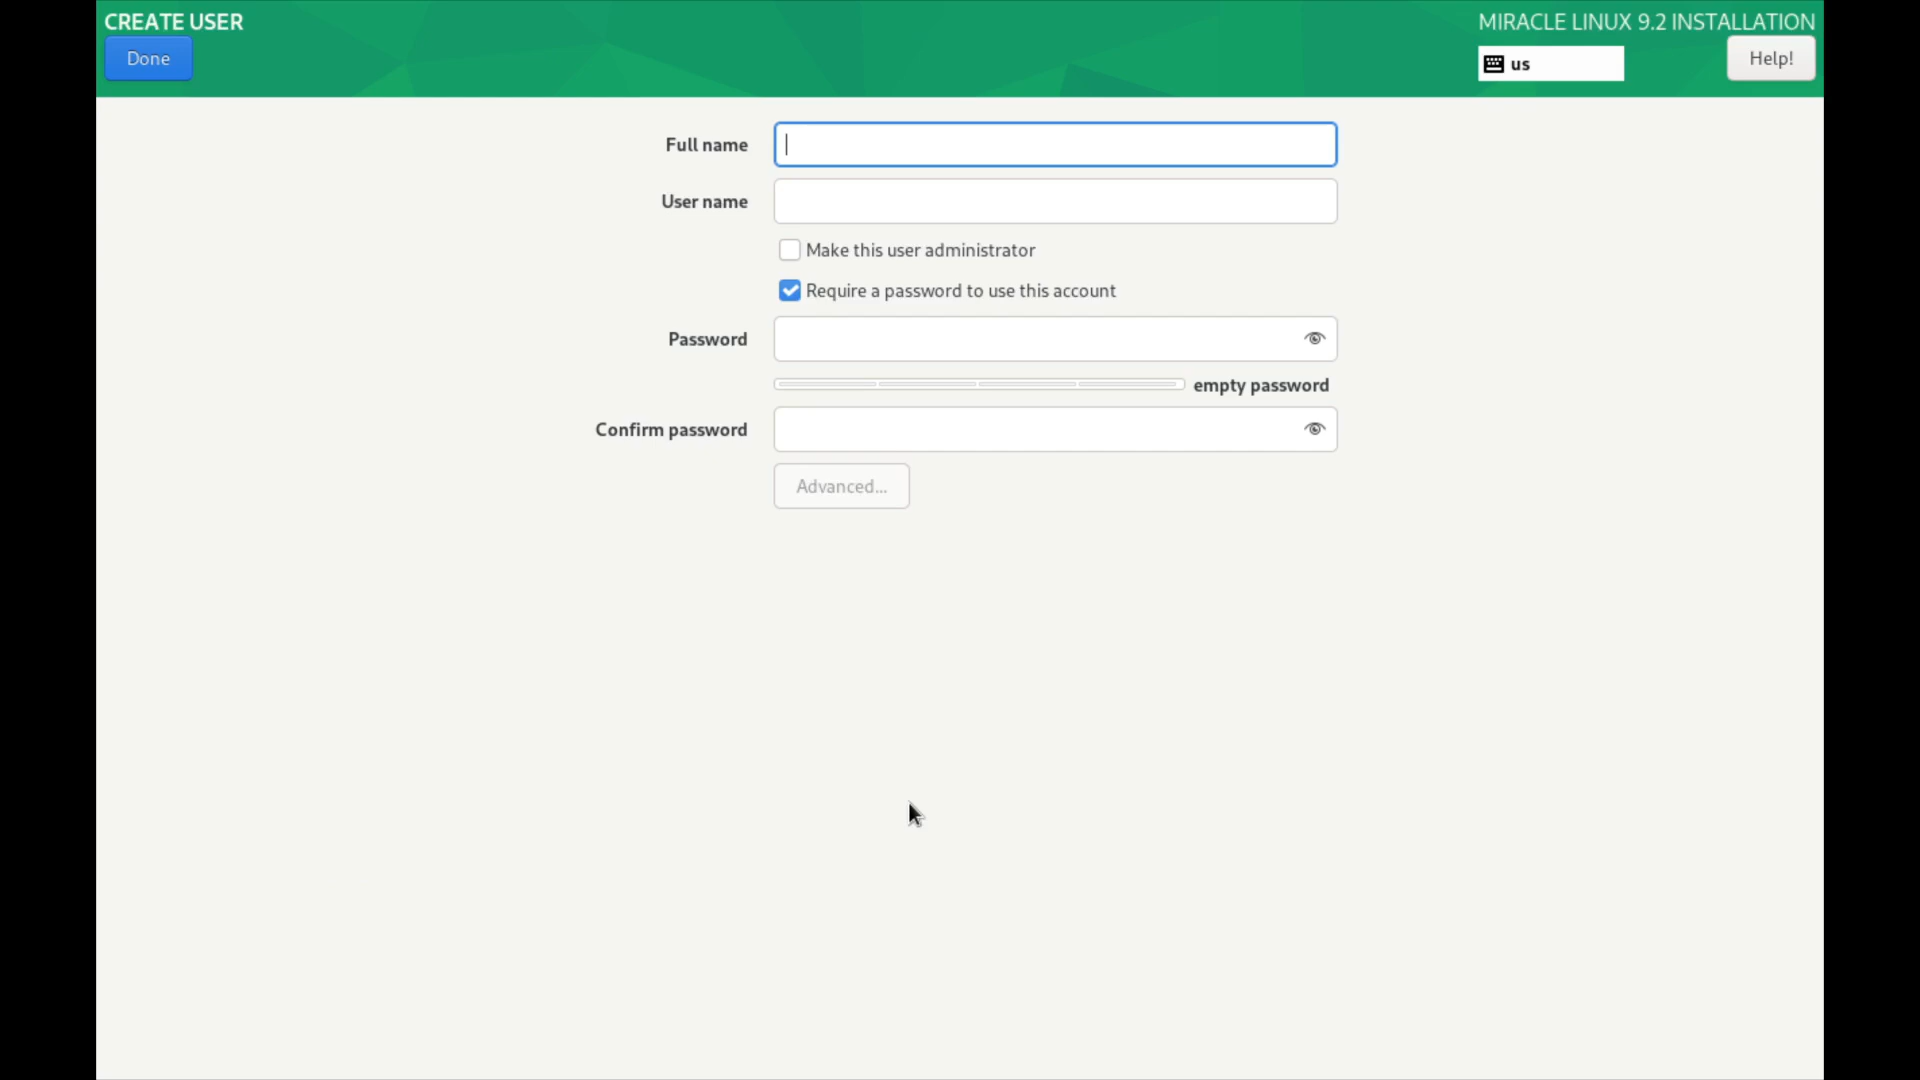 CREATE USER
MIRACLE LINUX 9.2 INSTALLATION
Done
us
Help!
Full name
User name
Make this user administrator
Require a password to use this account
Password
empty password
Confirm password
Advanced...